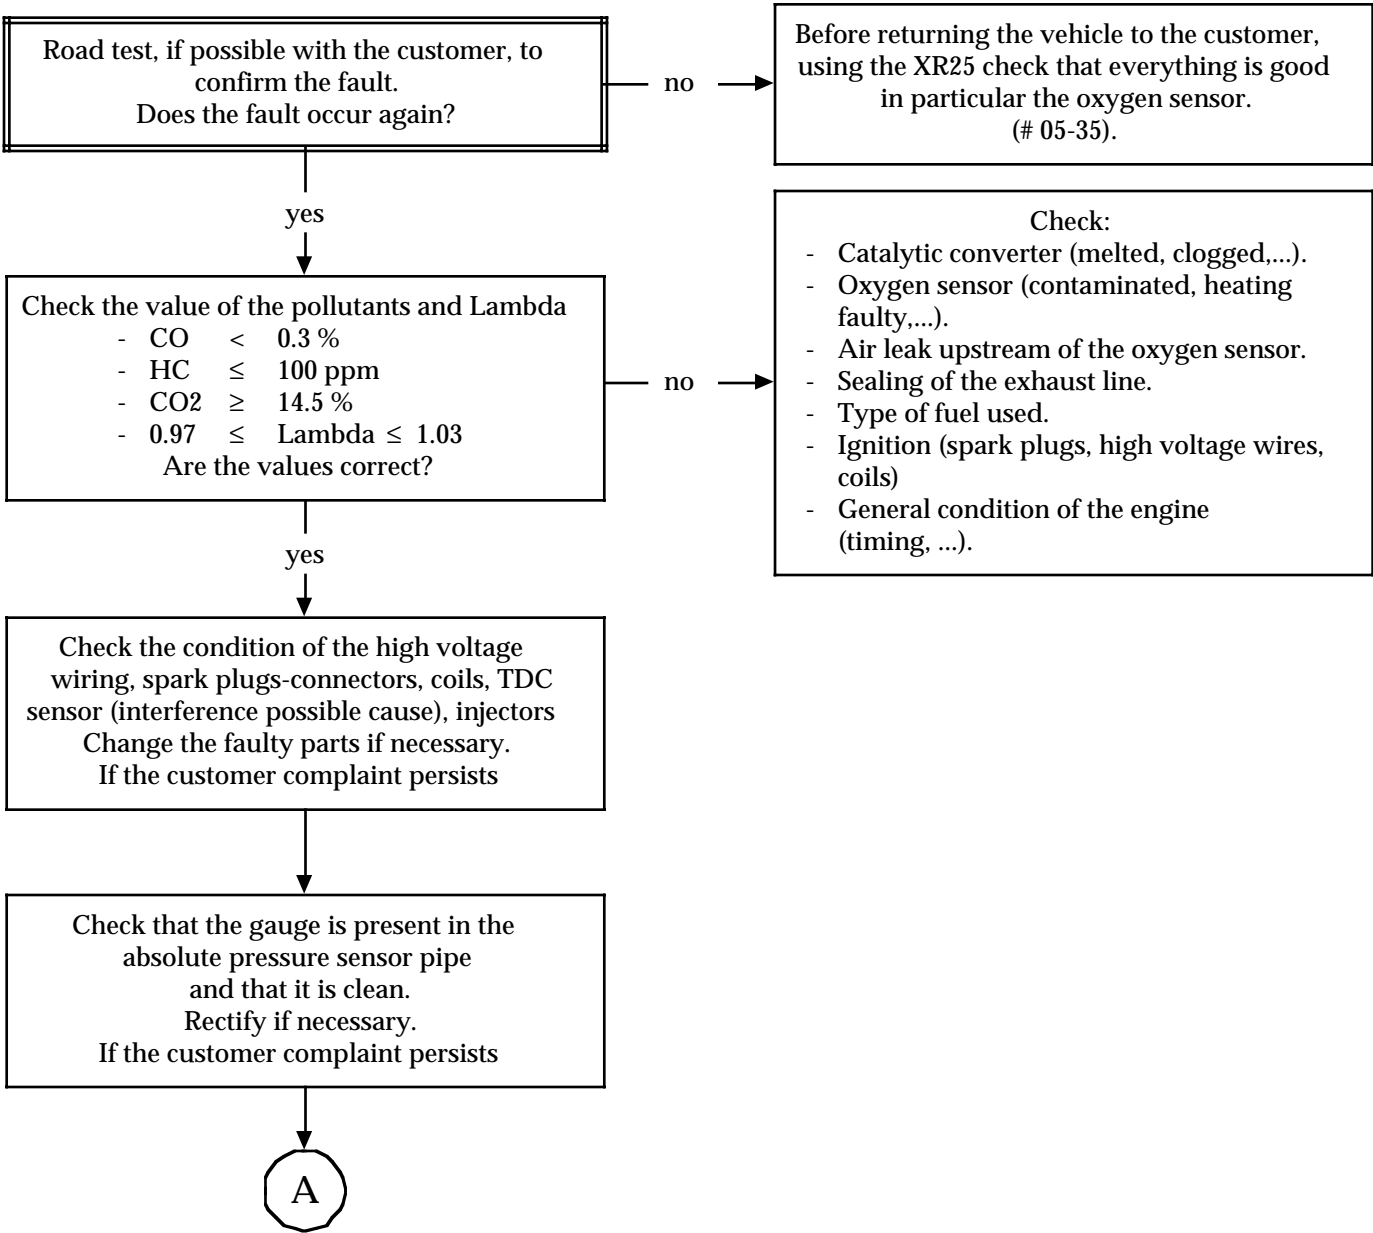 Road test, if possible with the customer, to
confirm the fault.
Does the fault occur again?
no
Before returning the vehicle to the customer,
using the XR25 check that everything is good
in particular the oxygen sensor.
(# 05-35).
yes
Check the value of the pollutants and Lambda
- CO < 0.3 %
- HC ≤ 100 ppm
- CO2 ≥ 14.5 %
- 0.97 ≤ Lambda ≤ 1.03
Are the values correct?
no
Check:
- Catalytic converter (melted, clogged,...).
- Oxygen sensor (contaminated, heating
faulty,...).
- Air leak upstream of the oxygen sensor.
- Sealing of the exhaust line.
- Type of fuel used.
- Ignition (spark plugs, high voltage wires,
coils)
- General condition of the engine
(timing, ...).
yes
Check the condition of the high voltage
wiring, spark plugs-connectors, coils, TDC
sensor (interference possible cause), injectors
Change the faulty parts if necessary.
If the customer complaint persists
Check that the gauge is present in the
absolute pressure sensor pipe
and that it is clean.
Rectify if necessary.
If the customer complaint persists
A